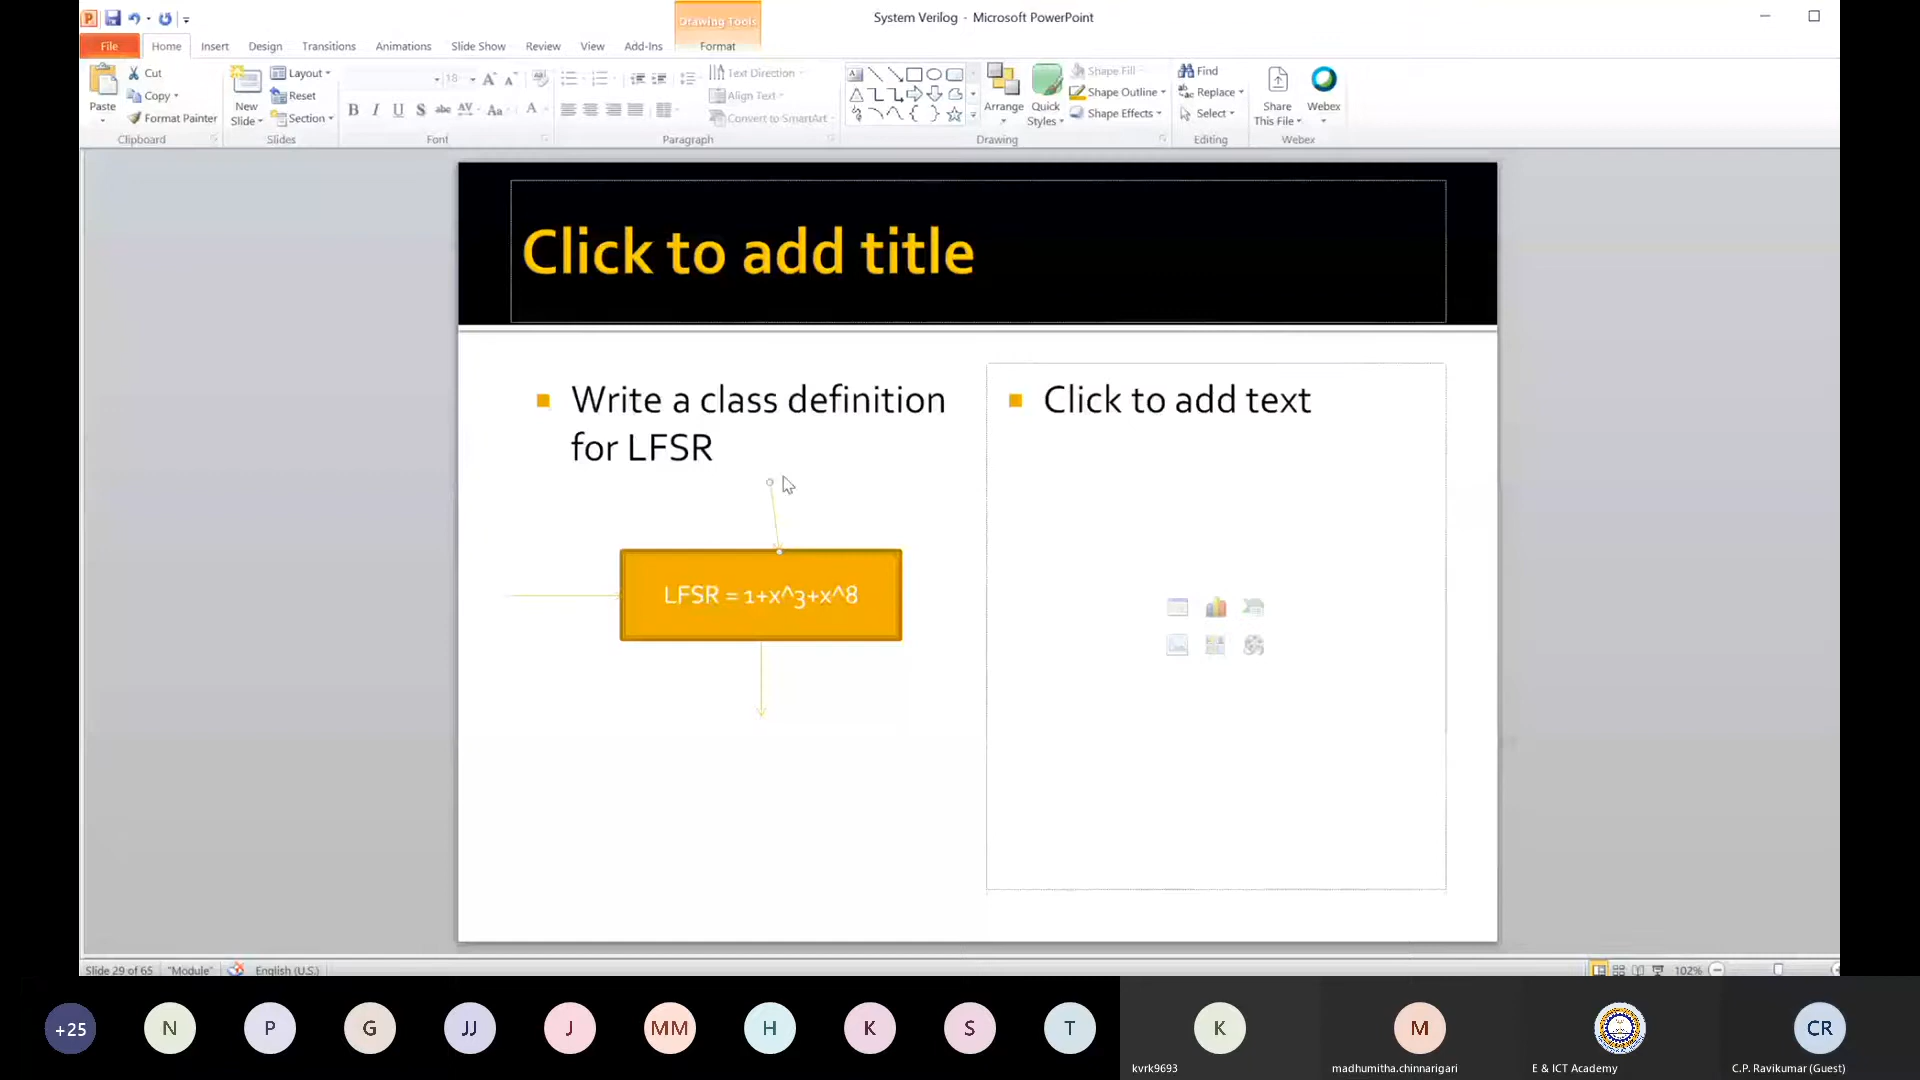 System Verilog - Microsoft PowerPoint
Drawing Tools
File Home Insert Design Transitions Animations Slide Show Review View Add-Ins Format
Paste
Cut
Copy
Format Painter
Clipboard
New Slide
Layout
Reset
Section
Slides
18
B I U S abc AV Aa A
Font
Text Direction
Align Text
Convert to SmartArt
Paragraph
Arrange
Quick Styles
Shape Fill
Shape Outline
Shape Effects
Drawing
Find
Replace
Select
Editing
Share This File
Webex
Webex
Click to add title
Write a class definition
for LFSR
LFSR = 1+x^3+x^8
Click to add text
Slide 29 of 65 "Module" English (U.S.) 102%
+25 N P G JJ J MM H K S T K M CR
kvrk9693 madhumitha.chinnarigari E & ICT Academy C.P. Ravikumar (Guest)